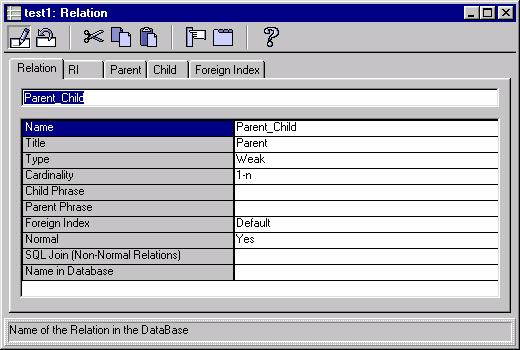 test1: Relation
Relation RI Parent Child Foreign Index
Parent_Child
Name Parent_Child
Title Parent
Type Weak
Cardinality 1-n
Child Phrase
Parent Phrase
Foreign Index Default
Normal Yes
SQL Join (Non-Normal Relations)
Name in Database
Name of the Relation in the DataBase